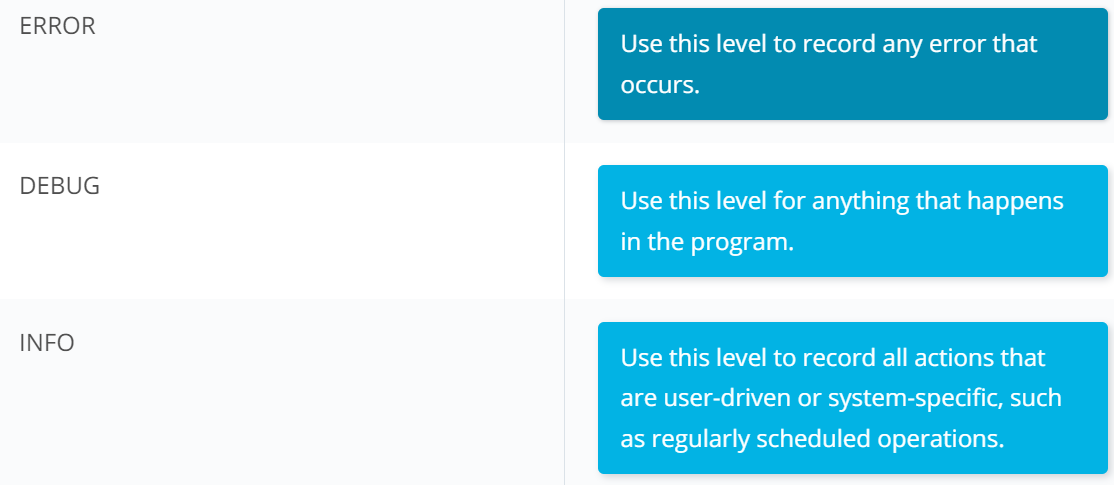 ERROR
Use this level to record any error that
occurs.
DEBUG
Use this level for anything that happens
in the program.
INFO
Use this level to record all actions that
are user-driven or system-specific, such
as regularly scheduled operations.